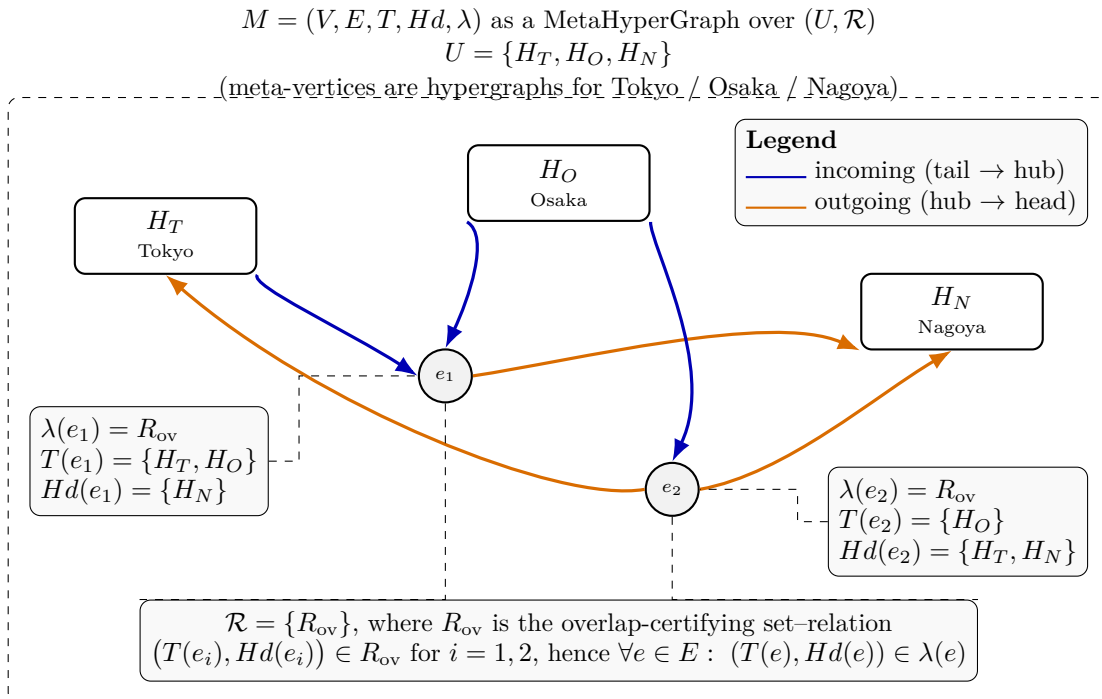 M = (V, E, T, Hd, λ) as a MetaHyperGraph over (U, ℛ)
U = {H_T, H_O, H_N}
(meta-vertices are hypergraphs for Tokyo / Osaka / Nagoya)
Legend
incoming (tail → hub)
outgoing (hub → head)
H_O
Osaka
H_T
Tokyo
H_N
Nagoya
e_1
λ(e_1) = R_ov
T(e_1) = {H_T, H_O}
Hd(e_1) = {H_N}
e_2
λ(e_2) = R_ov
T(e_2) = {H_O}
Hd(e_2) = {H_T, H_N}
ℛ = {R_ov}, where R_ov is the overlap-certifying set–relation
(T(e_i), Hd(e_i)) ∈ R_ov for i = 1, 2, hence ∀e ∈ E : (T(e), Hd(e)) ∈ λ(e)